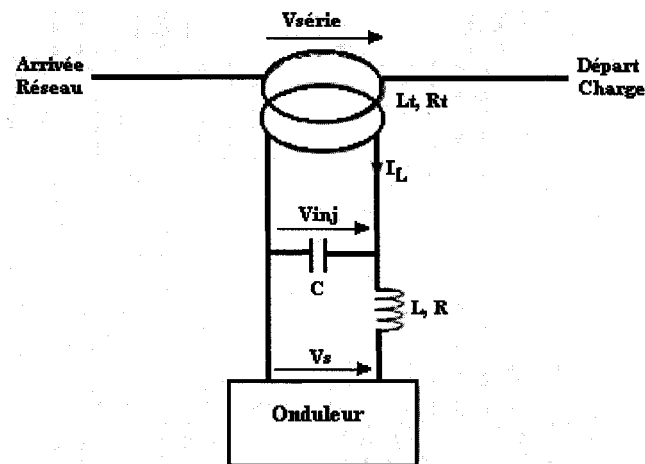 Vsérie
Arrivée
Réseau
Départ
Charge
Lt, Rt
IL
Vinj
C
L, R
Vs
Onduleur